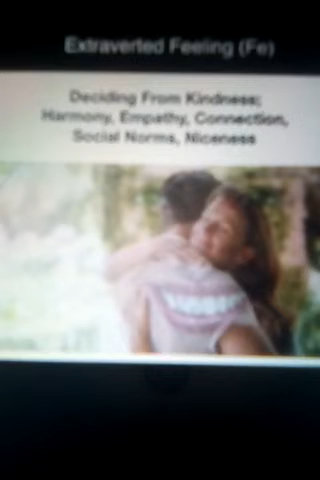 Extraverted Feeling (Fe)
Deciding From Kindness:
Harmony, Empathy, Connection,
Social Norms, Niceness